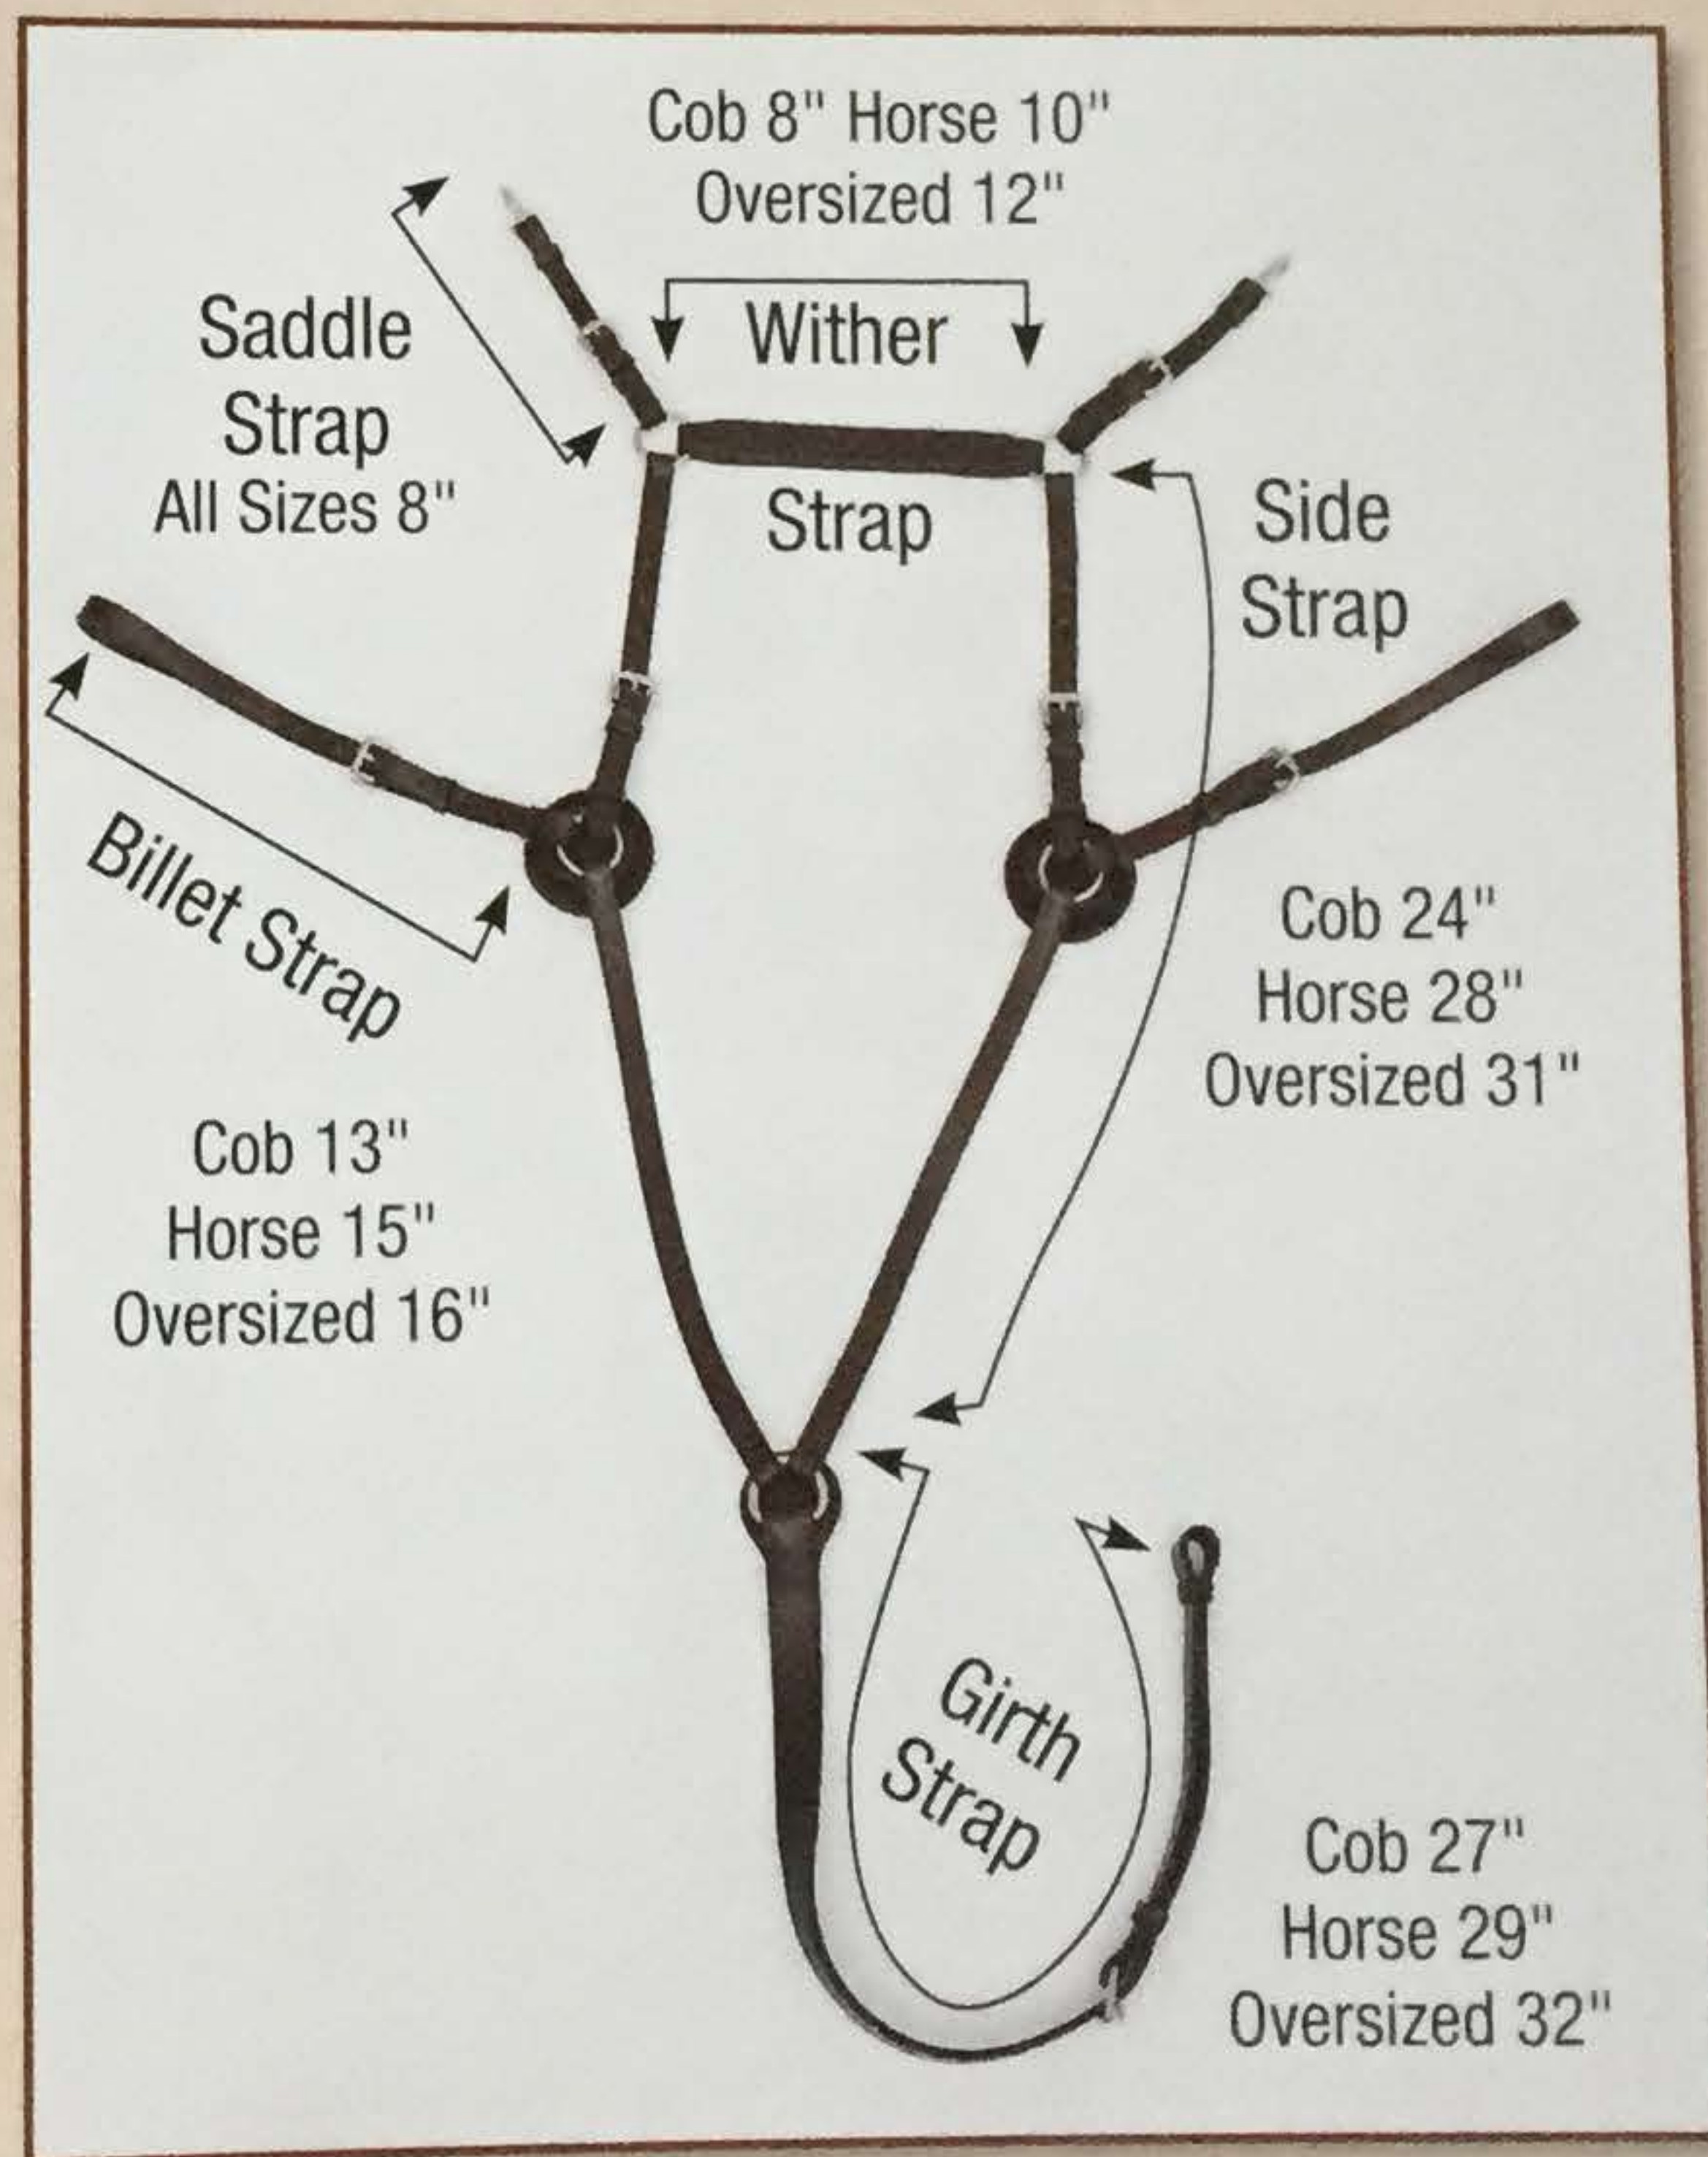 Cob 8" Horse 10"
Oversized 12"
Saddle
Strap
All Sizes 8"
Wither
Strap
Side
Strap
Billet Strap
Cob 24"
Horse 28"
Oversized 31"
Cob 13"
Horse 15"
Oversized 16"
Girth
Strap
Cob 27"
Horse 29"
Oversized 32"